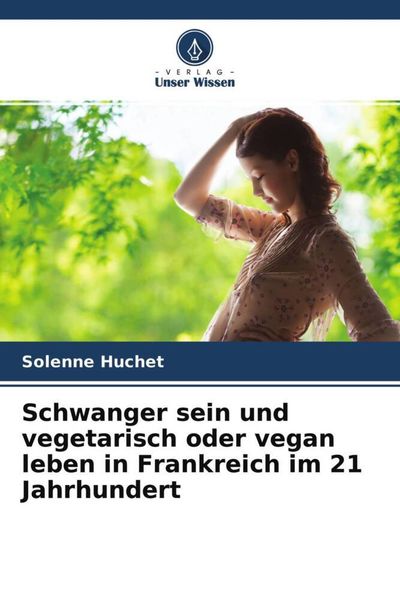 - VERLAG -
Unser Wissen
Solenne Huchet
Schwanger sein und
vegetarisch oder vegan
leben in Frankreich im 21
Jahrhundert